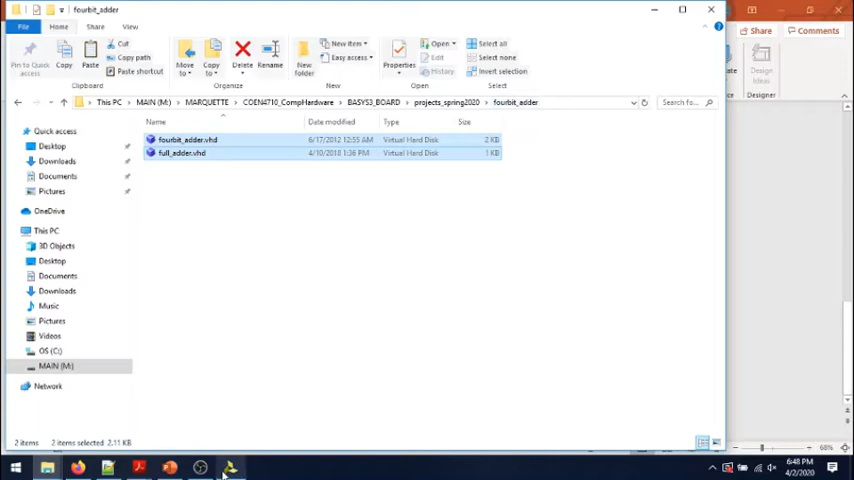 fourbit_adder
File
Home
Share
View
Pin to Quick access
Copy
Paste
Cut
Copy path
Paste shortcut
Clipboard
Move to
Copy to
Delete
Rename
Organize
New folder
New item
Easy access
New
Properties
Open
Edit
History
Open
Select all
Select none
Invert selection
Select
Share
Comments
Design Ideas
Designer
This PC > MAIN (M:) > MARQUETTE > COEN4710_CompHardware > BASYS3_BOARD > projects_spring2020 > fourbit_adder
Search fo...
Name
Date modified
Type
Size
fourbit_adder.vhd 6/17/2012 12:55 AM Virtual Hard Disk 2 KB
full_adder.vhd 4/10/2018 1:36 PM Virtual Hard Disk 1 KB
Quick access
Desktop
Downloads
Documents
Pictures
OneDrive
This PC
3D Objects
Desktop
Documents
Downloads
Music
Pictures
Videos
OS (C:)
MAIN (M:)
Network
2 items 2 items selected 2.11 KB
68%
6:48 PM
4/2/2020